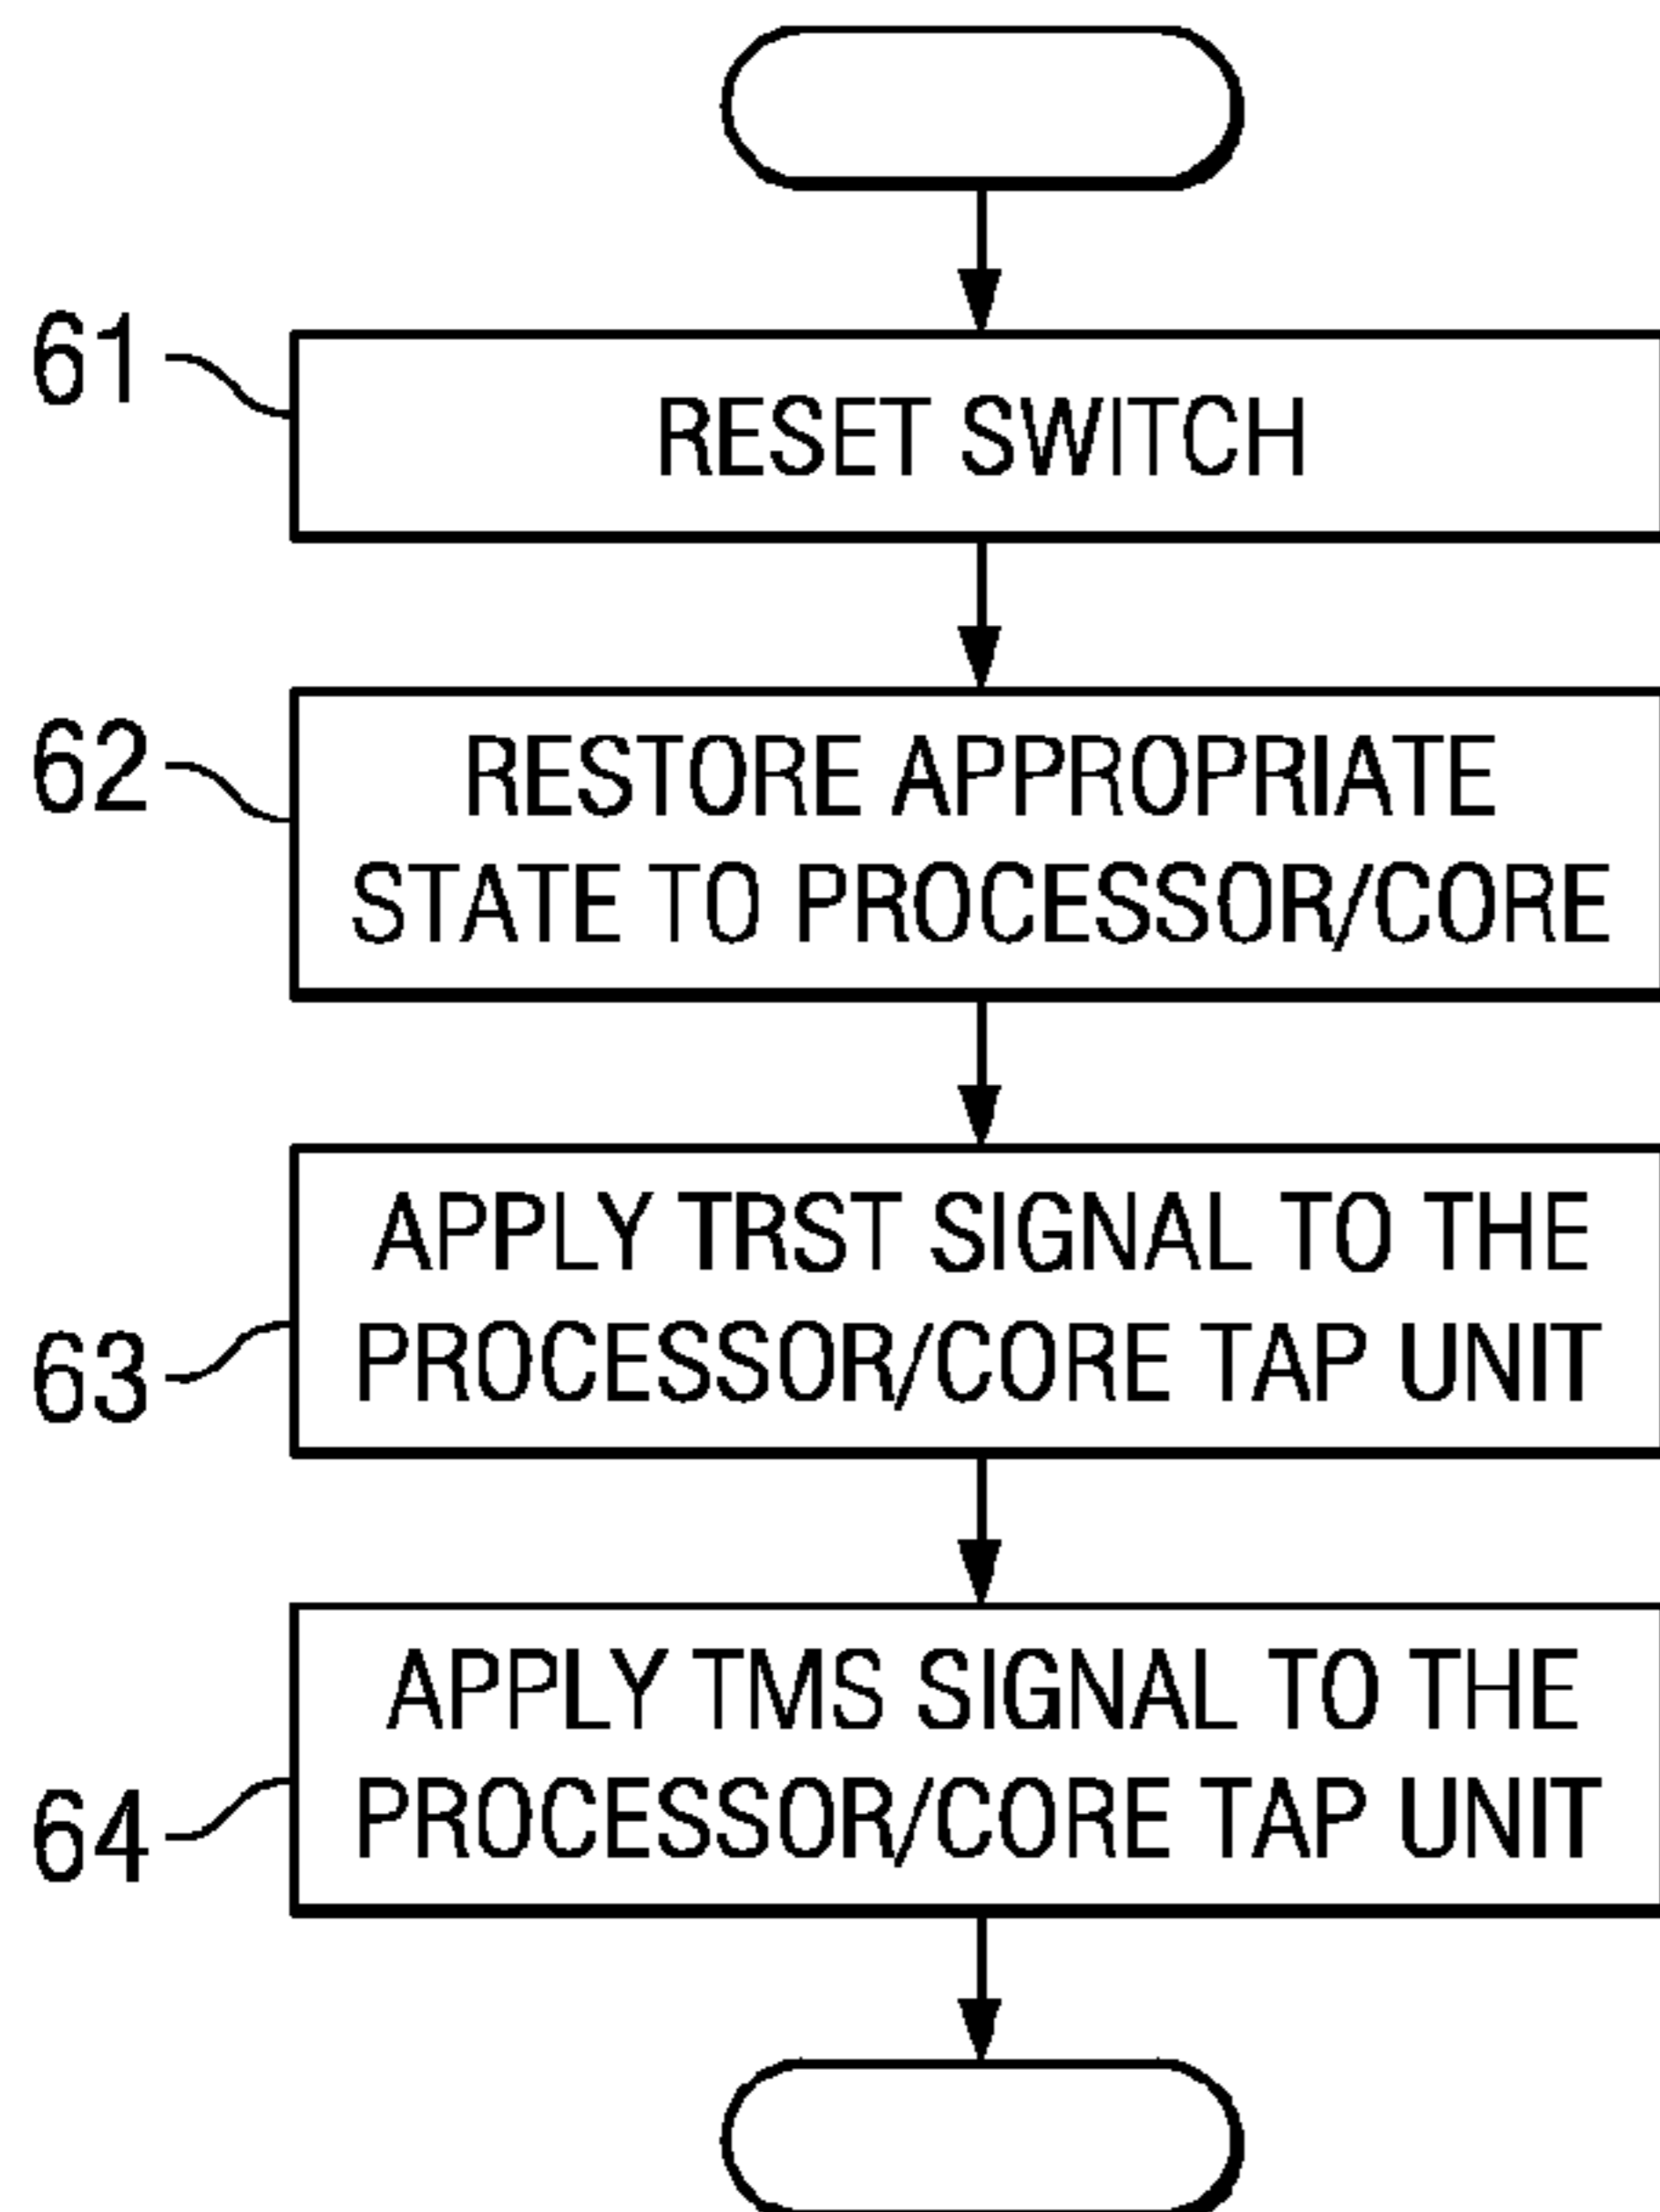 61
RESET SWITCH
62
RESTORE APPROPRIATE
STATE TO PROCESSOR/CORE
63
APPLY TRST SIGNAL TO THE
PROCESSOR/CORE TAP UNIT
64
APPLY TMS SIGNAL TO THE
PROCESSOR/CORE TAP UNIT